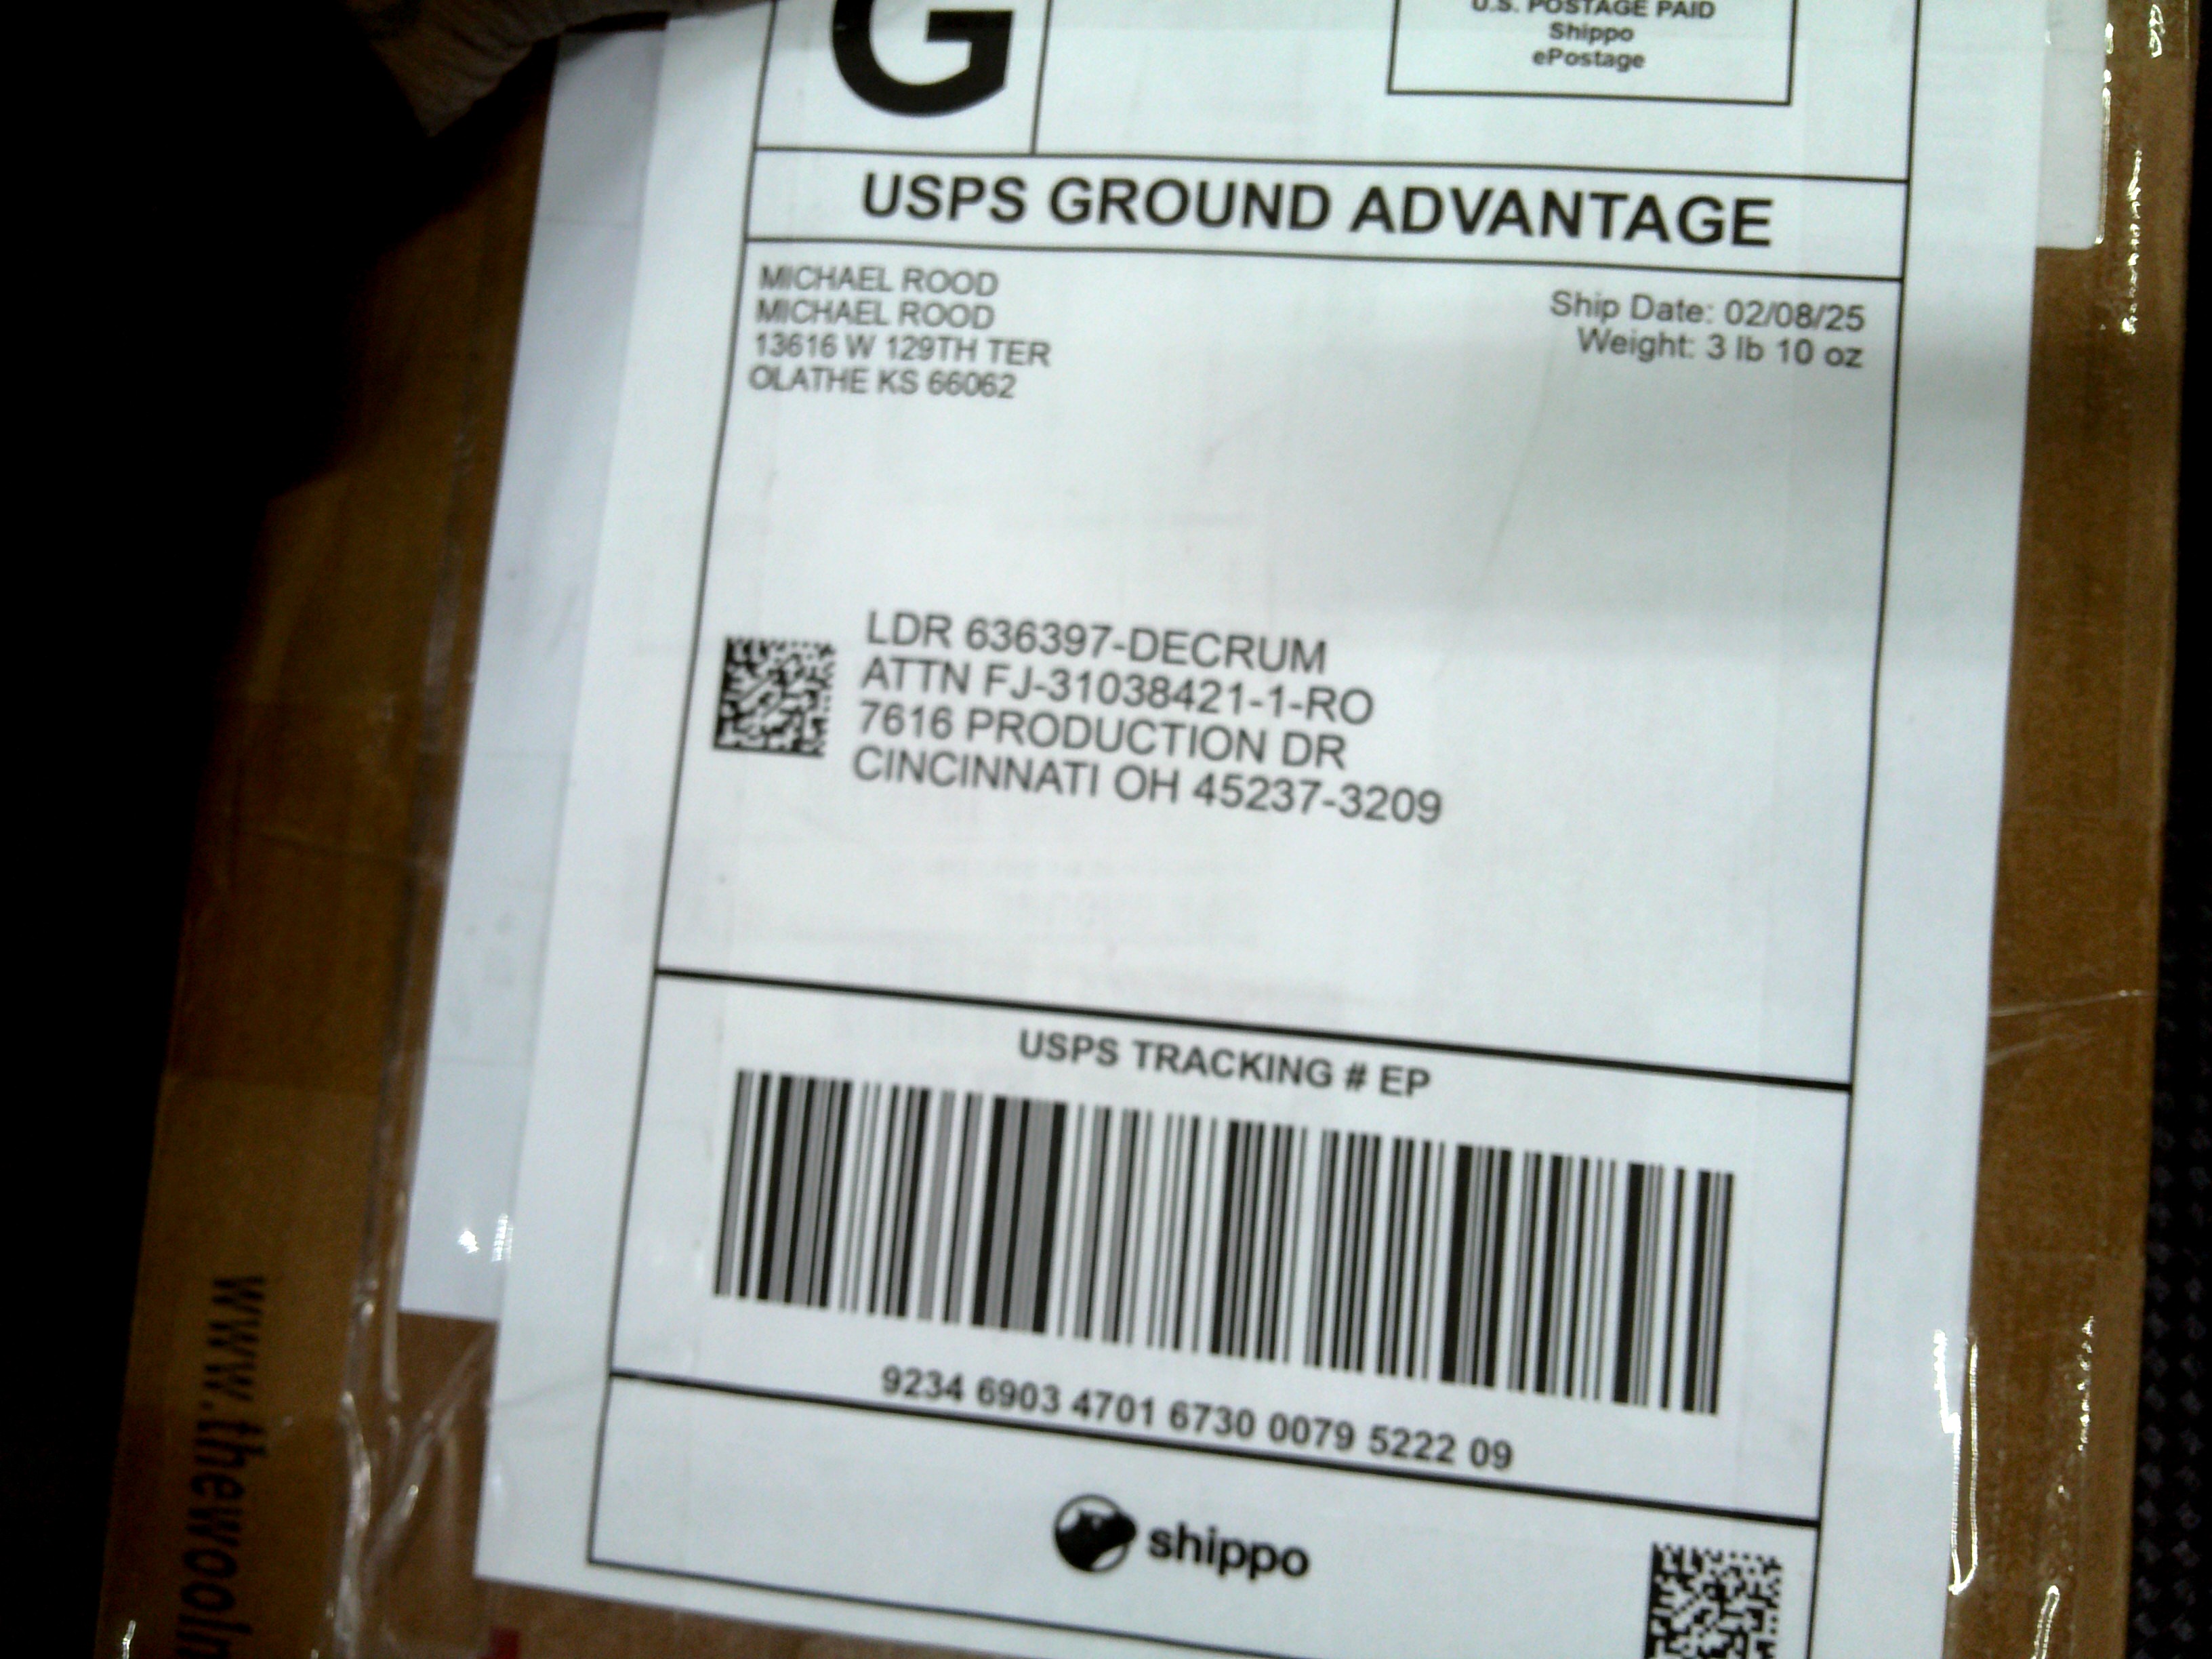 G
U.S. POSTAGE PAID
Shippo
ePostage
USPS GROUND ADVANTAGE
MICHAEL ROOD
MICHAEL ROOD
13616 W 129TH TER
OLATHE KS 66062
Ship Date: 02/08/25
Weight: 3 lb 10 oz
LDR 636397-DECRUM
ATTN FJ-31038421-1-RO
7616 PRODUCTION DR
CINCINNATI OH 45237-3209
USPS TRACKING # EP
9234 6903 4701 6730 0079 5222 09
shippo